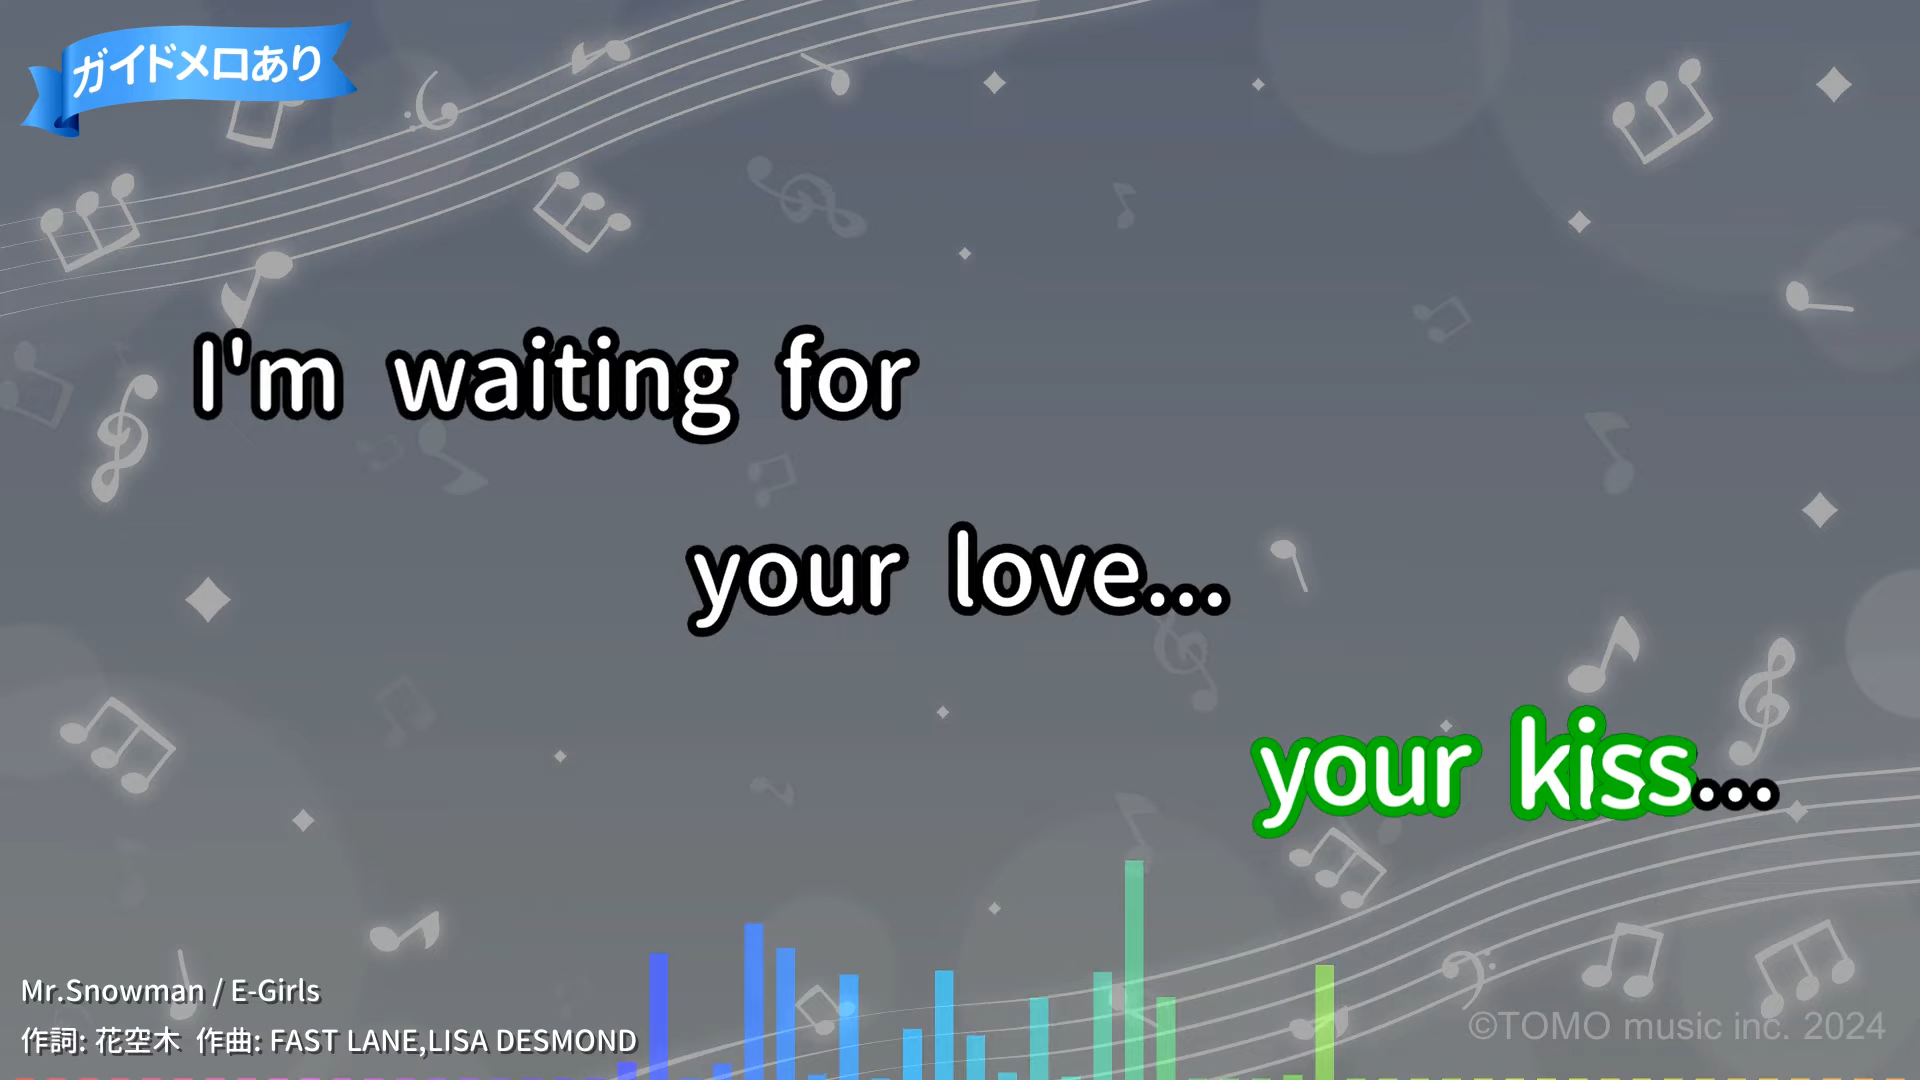 ガイドメロあり
I'm waiting for
your love...
your kiss...
Mr.Snowman / E-Girls
作詞: 花空木 作曲: FAST LANE,LISA DESMOND
©TOMO music inc. 2024